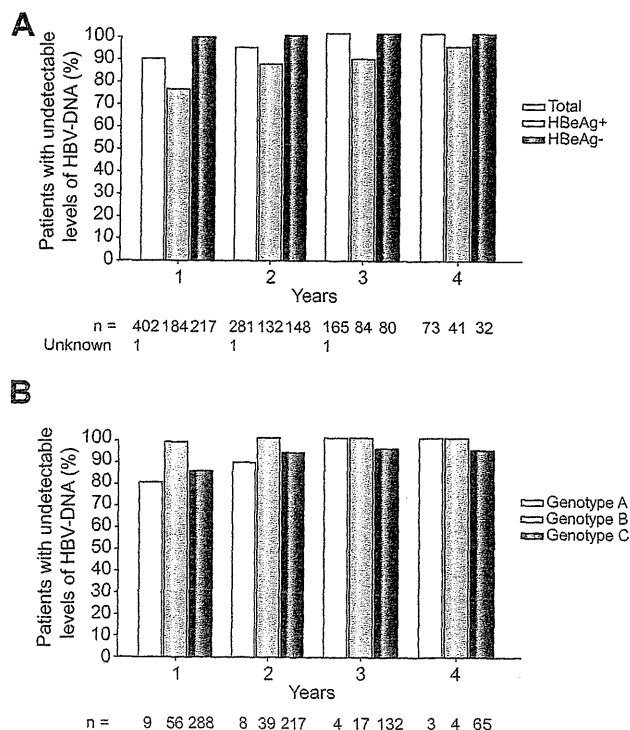 A
Patients with undetectable
levels of HBV-DNA (%)
100
90
80
70
60
50
40
30
20
10
0
1 2 3 4
Years
Total
HBeAg+
HBeAg-
n = 402 184 217 281 132 148 165 84 80 73 41 32
Unknown 1 1 1
B
Patients with undetectable
levels of HBV-DNA (%)
100
90
80
70
60
50
40
30
20
10
0
1 2 3 4
Years
Genotype A
Genotype B
Genotype C
n = 9 56 288 8 39 217 4 17 132 3 4 65